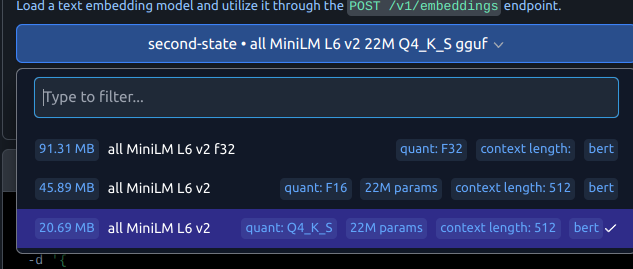 Load a text embedding model and utilize it through the POST /v1/embeddings endpoint.
second-state • all MiniLM L6 v2 22M Q4_K_S gguf
Type to filter...
91.31 MB all MiniLM L6 v2 f32 quant: F32 context length: bert
45.89 MB all MiniLM L6 v2 quant: F16 22M params context length: 512 bert
20.69 MB all MiniLM L6 v2 quant: Q4_K_S 22M params context length: 512 bert
-d '{